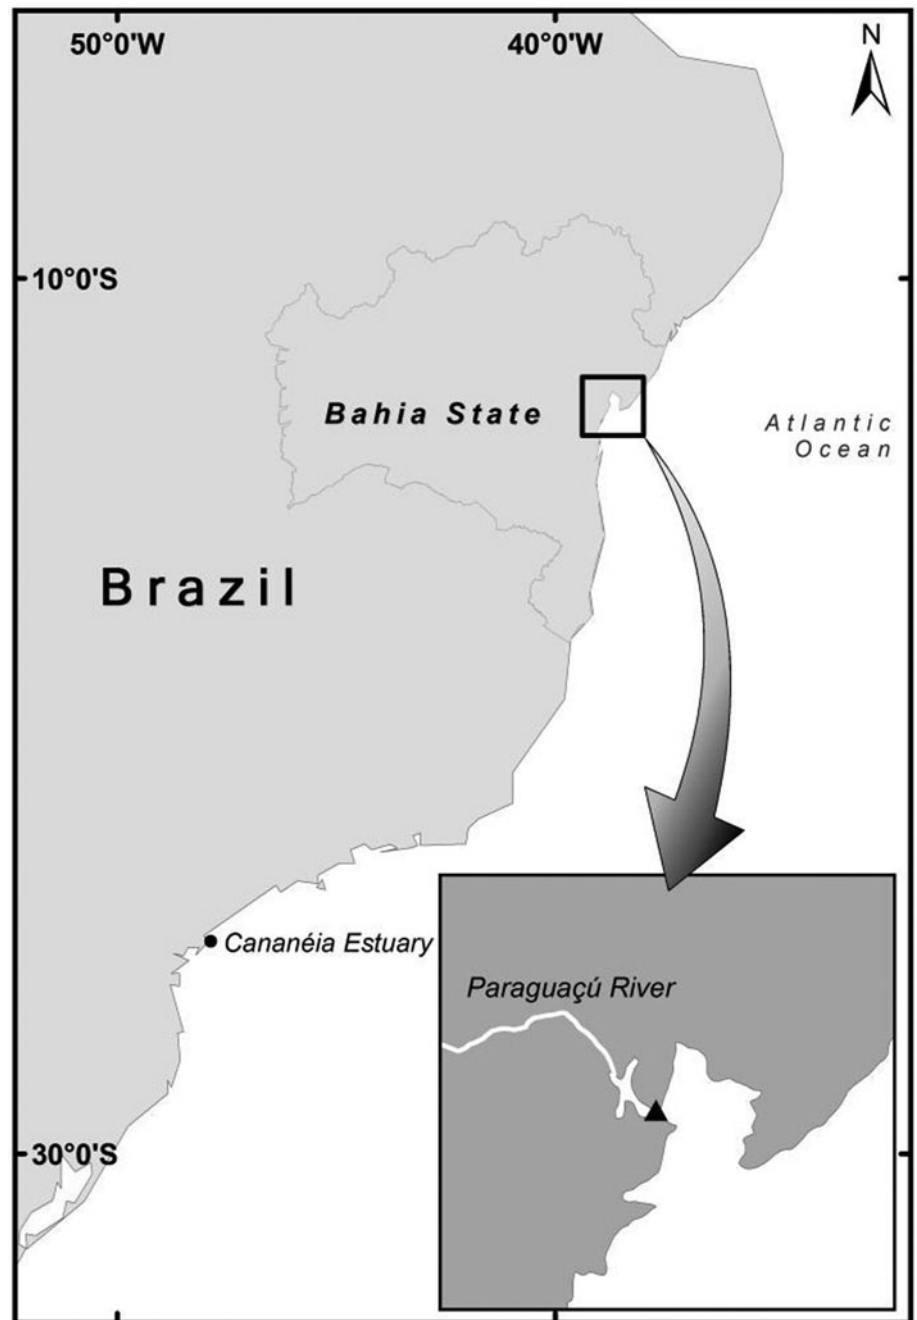 50°0'W
40°0'W
N
10°0'S
Bahia State
Atlantic
Ocean
Brazil
Cananéia Estuary
Paraguaçú River
30°0'S